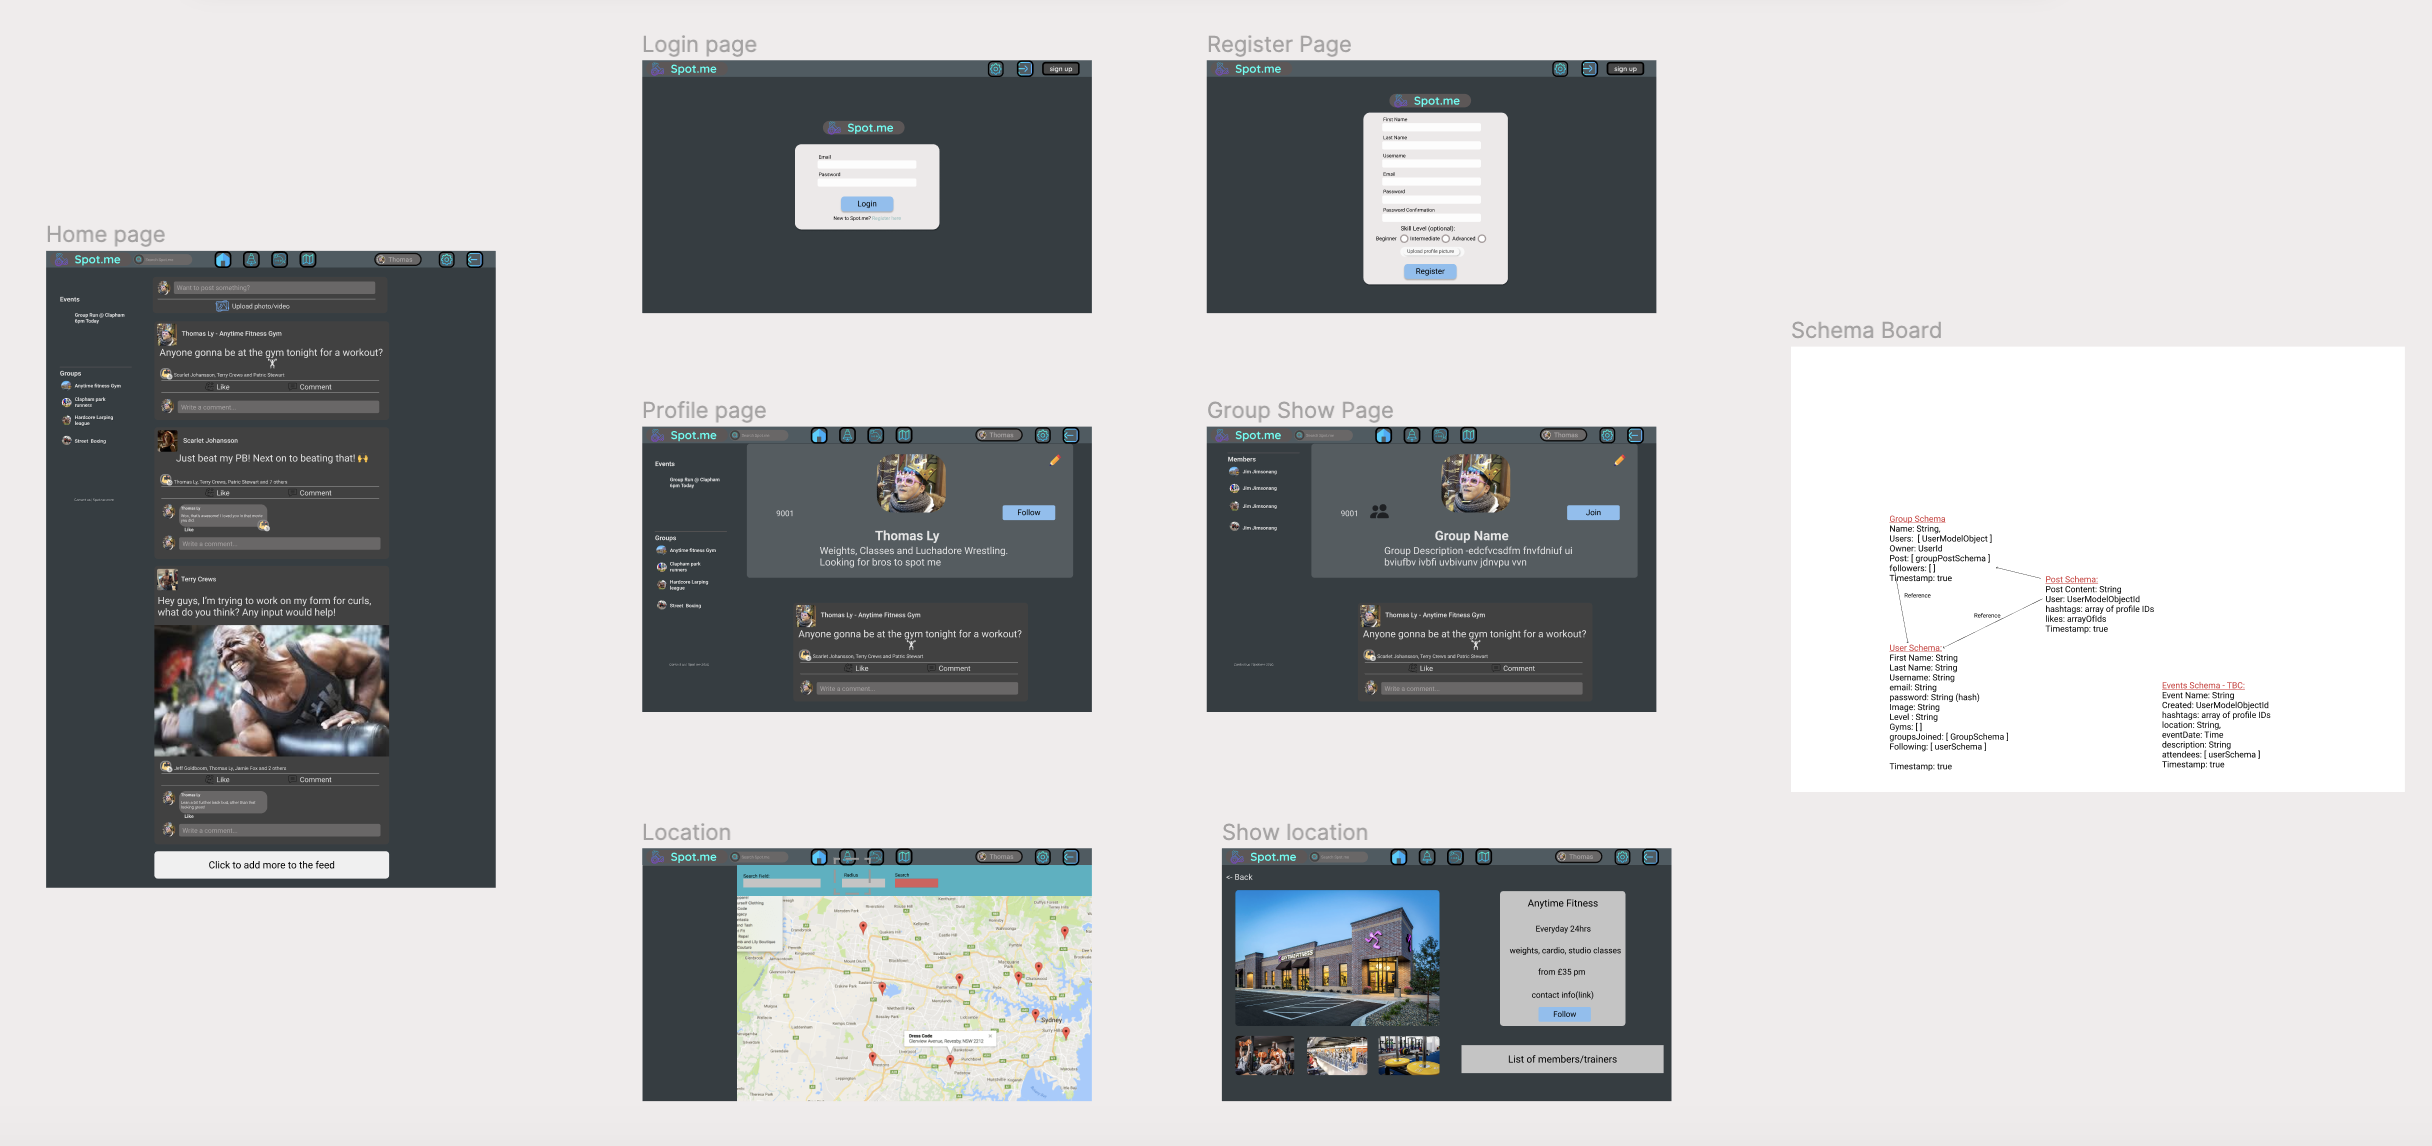 Home page
Spot.me
Thomas
Events
Group Run @ Clapham
6pm Today
Groups
Anytime fitness Gym
Clapham park
runners
Hardcore Larping
league
Street Boxing
Want to post something?
Upload photo/video
Thomas Ly - Anytime Fitness Gym
Anyone gonna be at the gym tonight for a workout?
Scarlet Johansson, Terry Crews and Patric Stewart
Like
Comment
Write a comment...
Scarlet Johansson
Just beat my PB! Next on to beating that! 🙌
Thomas Ly, Terry Crews, Patric Stewart and 7 others
Like
Comment
Thomas Ly
Like
Write a comment...
Terry Crews
Hey guys, I'm trying to work on my form for curls,
what do you think? Any input would help!
Jeff Goldbloom, Thomas Ly, Jamie Fox and 2 others
Like
Comment
Thomas Ly
Like
Write a comment...
Click to add more to the feed
Login page
Spot.me
sign up
Spot.me
Email
Password
Login
New to Spot.me? Register here
Register Page
Spot.me
sign up
Spot.me
First Name
Last Name
Username
Email
Password
Password Confirmation
Skill Level (optional):
Beginner
Intermediate
Advanced
Upload profile picture
Register
Profile page
Spot.me
Thomas
Events
Group Run @ Clapham
6pm Today
Groups
Anytime fitness Gym
Clapham park
runners
Hardcore Larping
league
Street Boxing
9001
Follow
Thomas Ly
Weights, Classes and Luchadore Wrestling.
Looking for bros to spot me
Thomas Ly - Anytime Fitness Gym
Anyone gonna be at the gym tonight for a workout?
Scarlet Johansson, Terry Crews and Patric Stewart
Like
Comment
Write a comment...
Group Show Page
Spot.me
Thomas
Members
Jim Jimsonang
Jim Jimsonang
Jim Jimsonang
Jim Jimsonang
9001
Join
Group Name
Group Description -edcfvcsdfm fnvfdniuf ui
bviufbv ivbfi uvbivunv jdnvpu vvn
Thomas Ly - Anytime Fitness Gym
Anyone gonna be at the gym tonight for a workout?
Scarlet Johansson, Terry Crews and Patric Stewart
Like
Comment
Write a comment...
Location
Spot.me
Thomas
Search Field
Radius
Search
Sydney
Dress Code
Glenview Avenue, Revesby NSW 2212
Show location
Spot.me
Thomas
<- Back
Anytime Fitness
Everyday 24hrs
weights, cardio, studio classes
from £35 pm
contact info(link)
Follow
List of members/trainers
Schema Board
Group Schema
Name: String,
Users: [ UserModelObject ]
Owner: UserId
Post: [ groupPostSchema ]
followers: [ ]
Timestamp: true
Reference
Reference
Post Schema:
Post Content: String
User: UserModelObjectId
hashtags: array of profile IDs
likes: arrayOfIds
Timestamp: true
User Schema:
First Name: String
Last Name: String
Username: String
email: String
password: String (hash)
Image: String
Level : String
Gyms: [ ]
groupsJoined: [ GroupSchema ]
Following: [ userSchema ]
Timestamp: true
Events Schema - TBC:
Event Name: String
Created: UserModelObjectId
hashtags: array of profile IDs
location: String,
eventDate: Time
description: String
attendees: [ userSchema ]
Timestamp: true